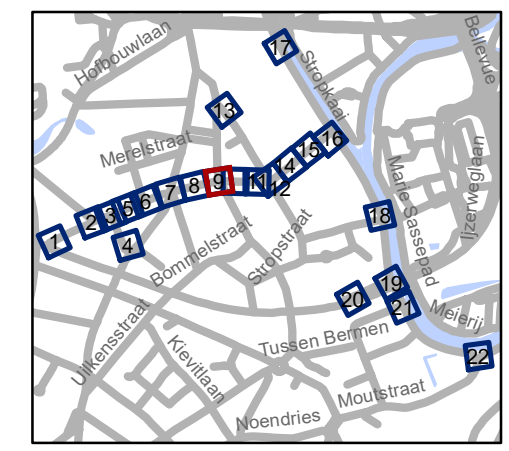 Hofbouwlaan
Bellevue
17
Stropkaai
13
Merelstraat
16
15
14
Ijzerweglaan
Marie Sassepad
11
12
9
8
7
6
5
3
2
1
4
18
Bommelstraat
Stropstraat
19
20
21
Meierij
Uilkensstraat
Tussen Bermen
Kievitlaan
22
Moutstraat
Noendries